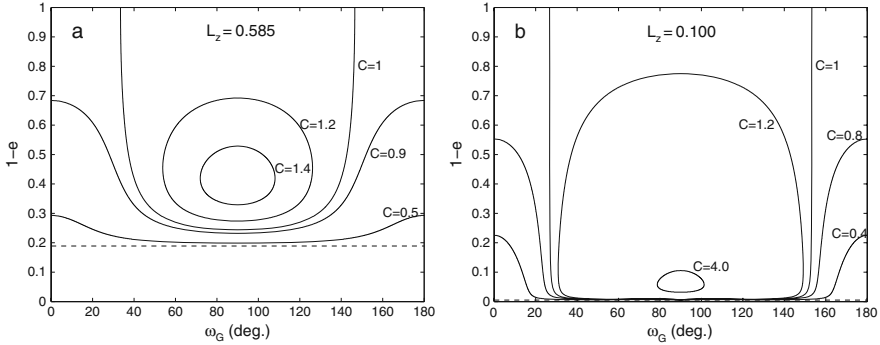 a
L_z = 0.585
C=1
C=1.2
C=1.4
C=0.9
C=0.5
1
0.9
0.8
0.7
0.6
0.5
0.4
0.3
0.2
0.1
0
1−e
0 20 40 60 80 100 120 140 160 180
ω_G (deg.)
b
L_z = 0.100
C=1
C=1.2
C=0.8
C=0.4
C=4.0
1
0.9
0.8
0.7
0.6
0.5
0.4
0.3
0.2
0.1
0
1−e
0 20 40 60 80 100 120 140 160 180
ω_G (deg.)